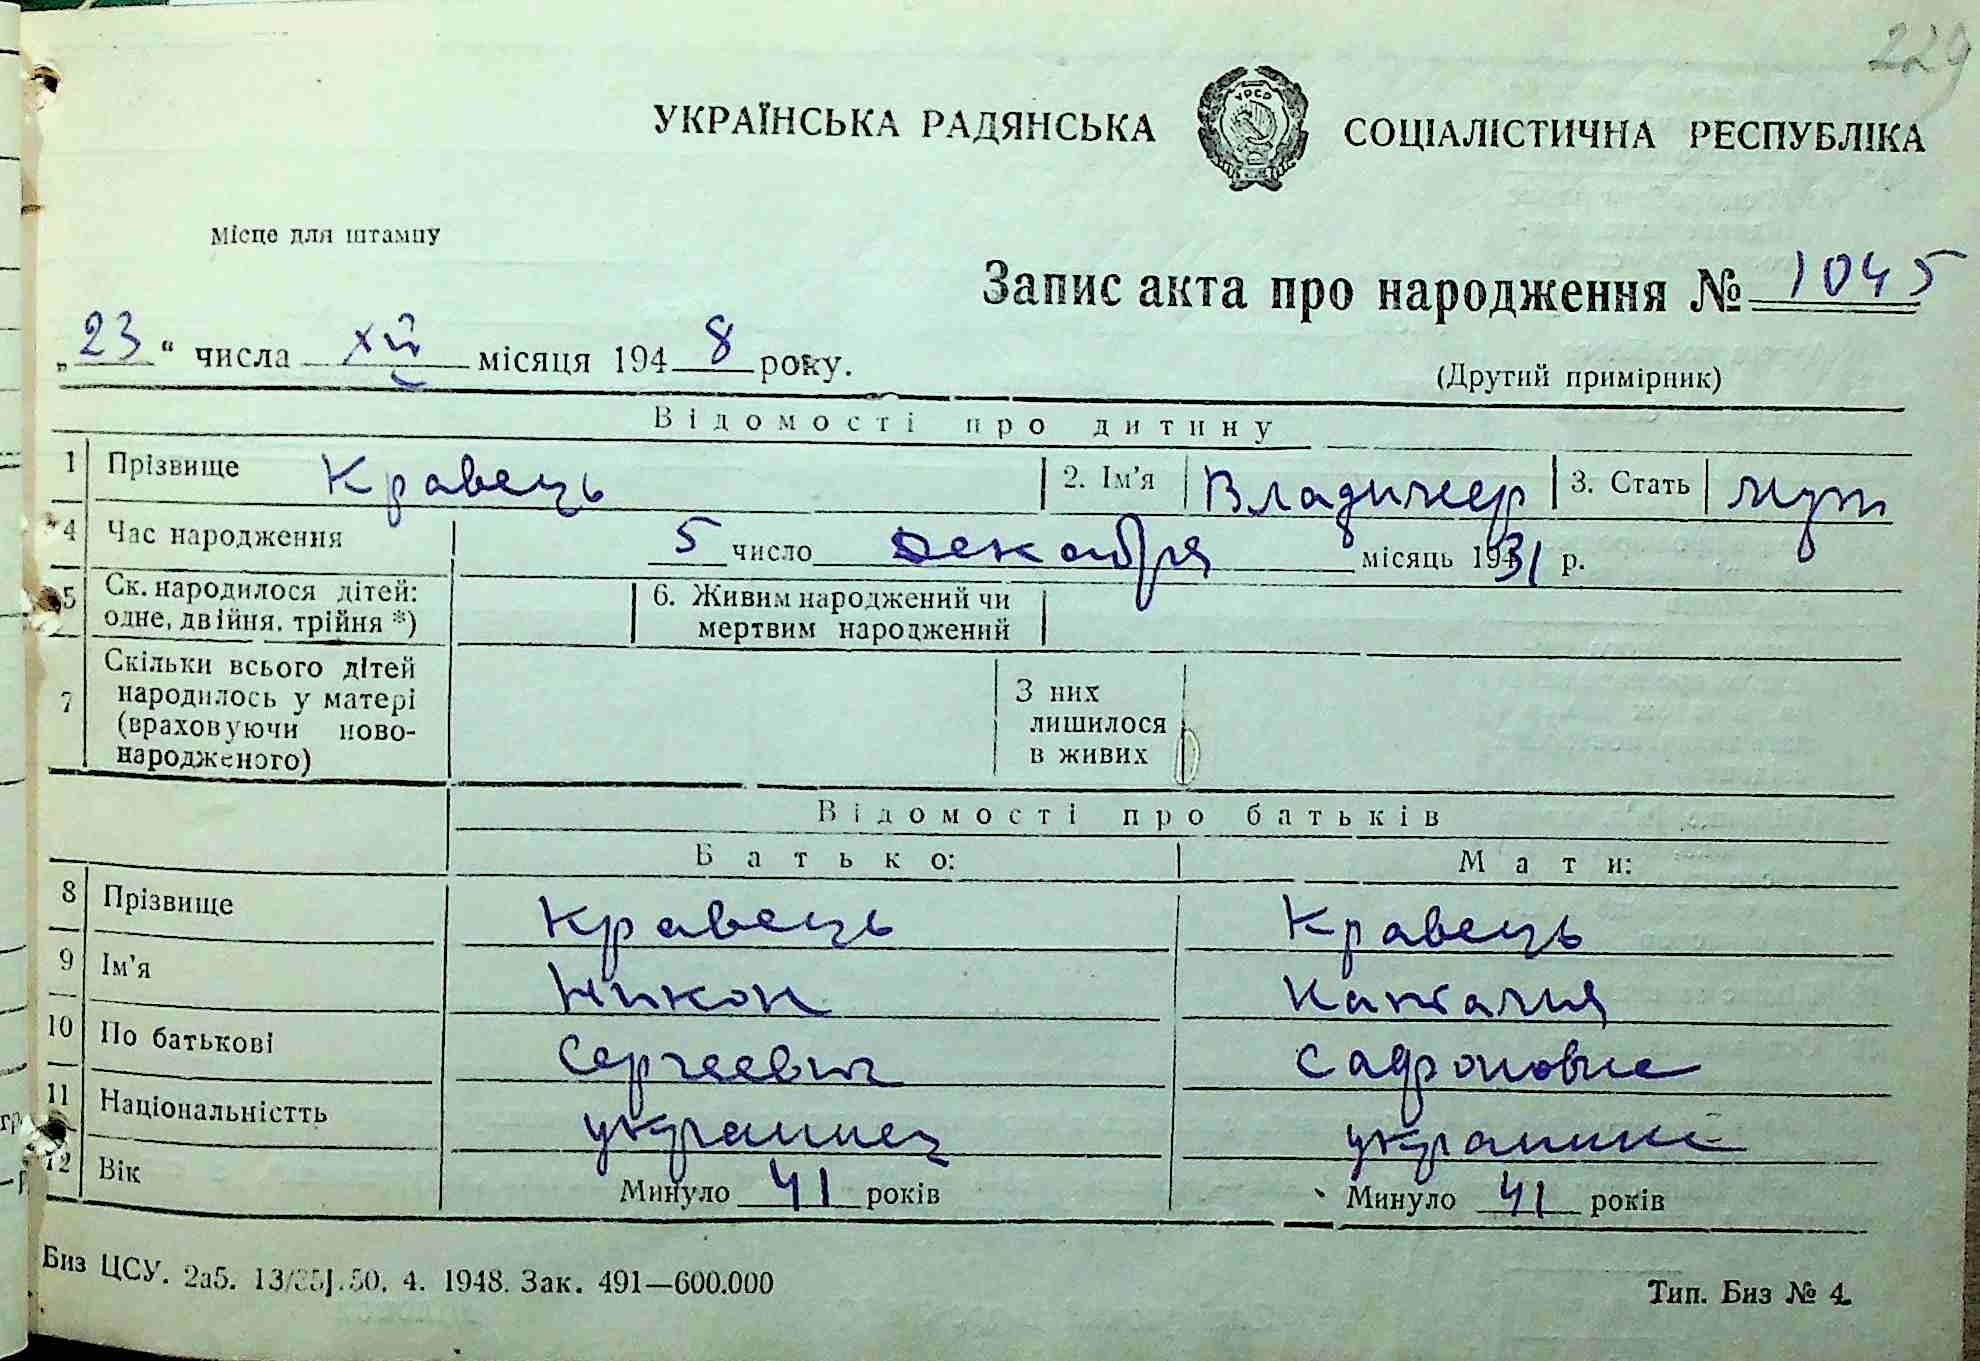 229
УКРАЇНСЬКА РАДЯНСЬКА СОЦІАЛІСТИЧНА РЕСПУБЛІКА
УРСР
Місце для штампу
Запис акта про народження № 1045
„23“ числа XII місяця 1948 року.
(Другий примірник)
Відомості про дитину
1 Прізвище Кравець 2. Ім'я Владимер 3. Стать муж
4 Час народження 5 число декабря місяць 1931 р.
5 Ск. народилося дітей: одне, двійня, трійня *) 6. Живим народжений чи мертвим народжений
7 Скільки всього дітей народилось у матері (враховуючи новонародженого) З них лишилося в живих
Відомості про батьків
Батько: Мати:
8 Прізвище Кравець Кравець
9 Ім'я Никон
10 По батькові Сергеевич Сафроновне
11 Національністть украинец украинка
12 Вік Минуло 41 років Минуло 41 років
Биз ЦСУ. 2а5. 13/35J.50. 4. 1948. Зак. 491—600.000 Тип. Биз № 4